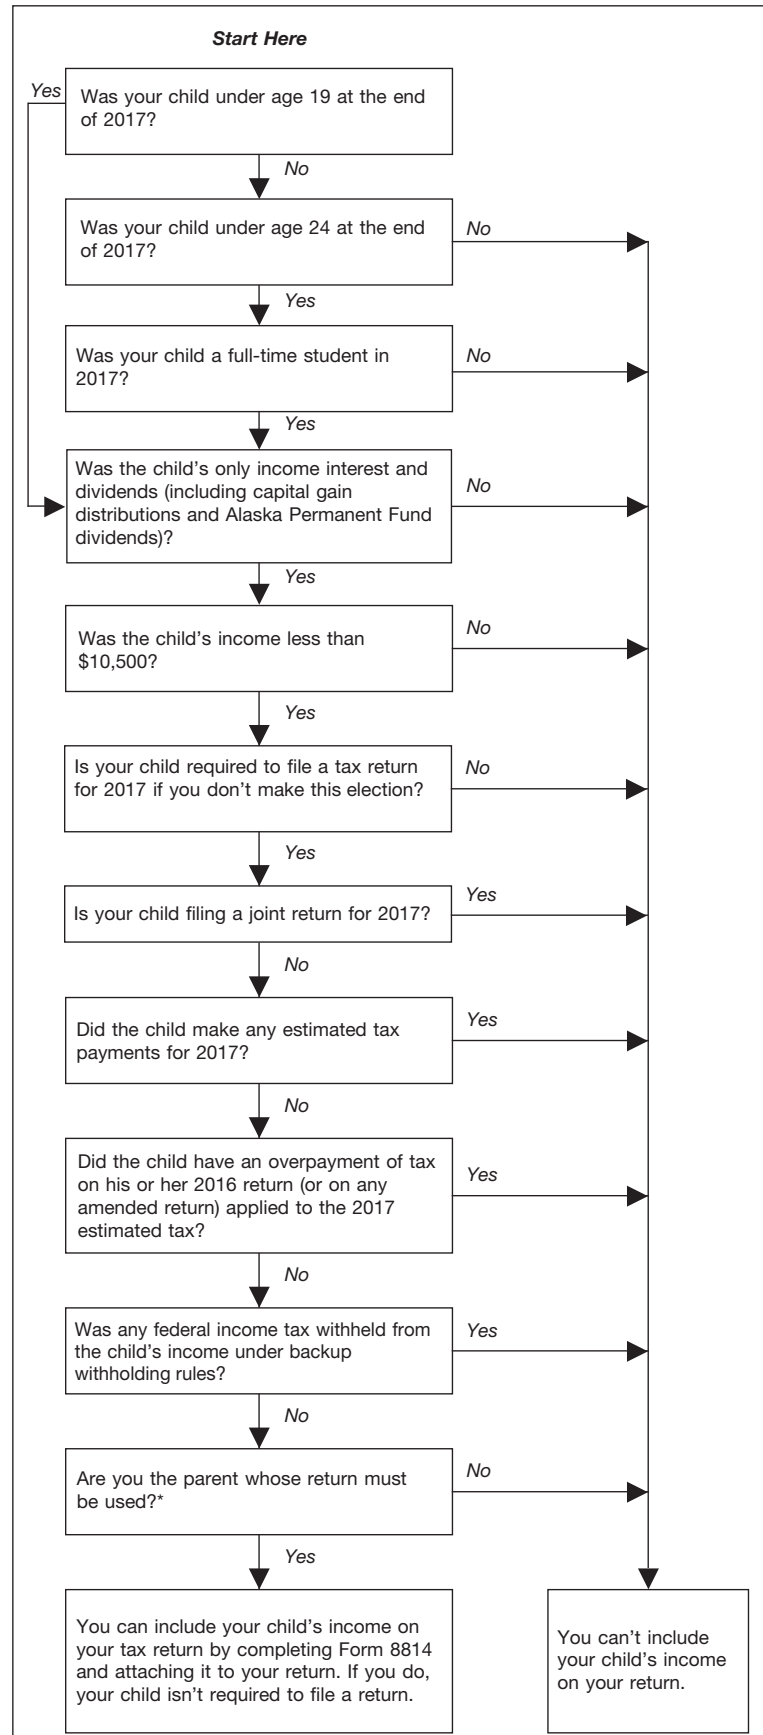 Start Here
Yes
Was your child under age 19 at the end
of 2017?
No
Was your child under age 24 at the end
of 2017?
No
Yes
Was your child a full-time student in
2017?
No
Yes
Was the child's only income interest and
dividends (including capital gain
distributions and Alaska Permanent Fund
dividends)?
No
Yes
Was the child's income less than
$10,500?
No
Yes
Is your child required to file a tax return
for 2017 if you don't make this election?
No
Yes
Is your child filing a joint return for 2017?
Yes
No
Did the child make any estimated tax
payments for 2017?
Yes
No
Did the child have an overpayment of tax
on his or her 2016 return (or on any
amended return) applied to the 2017
estimated tax?
Yes
No
Was any federal income tax withheld from
the child's income under backup
withholding rules?
Yes
No
Are you the parent whose return must
be used?*
No
Yes
You can include your child's income on
your tax return by completing Form 8814
and attaching it to your return. If you do,
your child isn't required to file a return.
You can't include
your child's income
on your return.